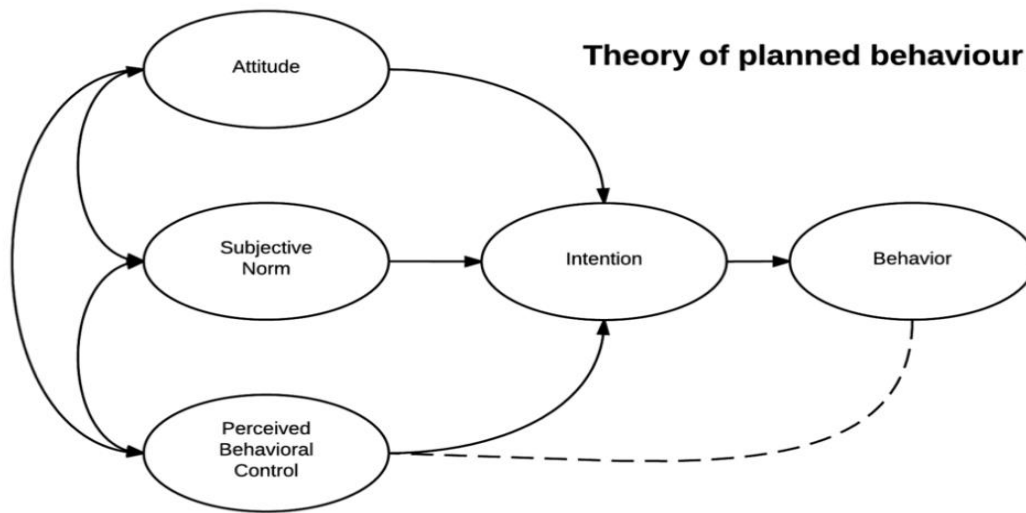 Theory of planned behaviour
Attitude
Subjective
Norm
Intention
Behavior
Perceived
Behavioral
Control